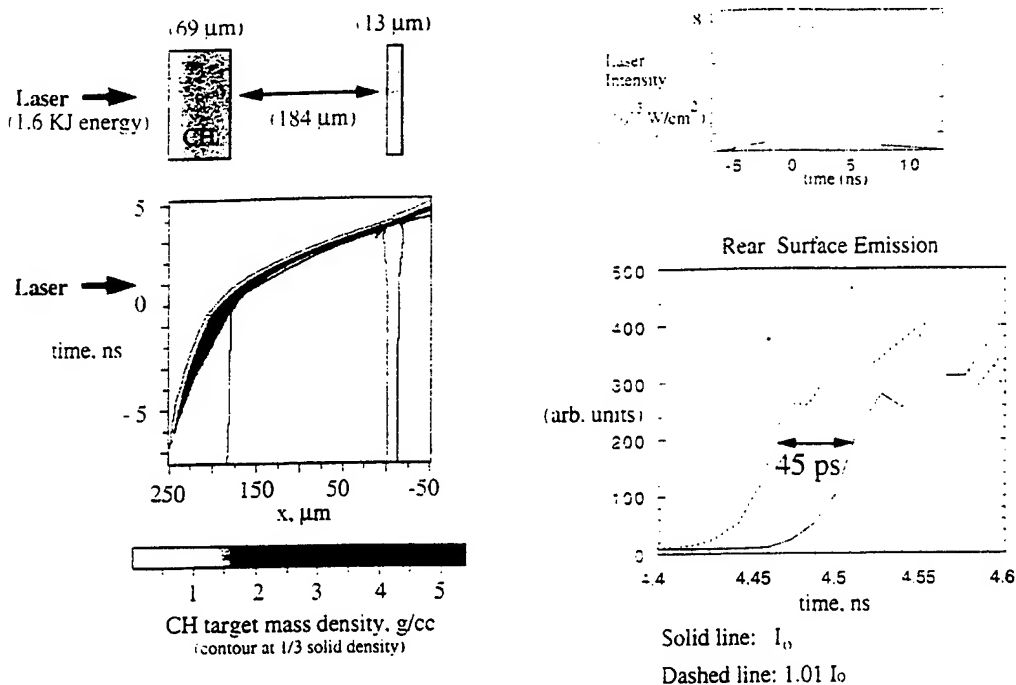 (69 μm)
(13 μm)
Laser
(1.6 KJ energy)
CH
(184 μm)
5
Laser
0
time, ns
-5
250
150
50
-50
x, μm
1
2
3
4
5
CH target mass density, g/cc
(contour at 1/3 solid density)
8
Laser
Intensity
W/cm²
-5
0
5
10
time (ns)
Rear Surface Emission
500
400
300
(arb. units)
200
45 ps
100
0
4.45
4.5
4.55
4.6
time, ns
Solid line: I₀
Dashed line: 1.01 I₀